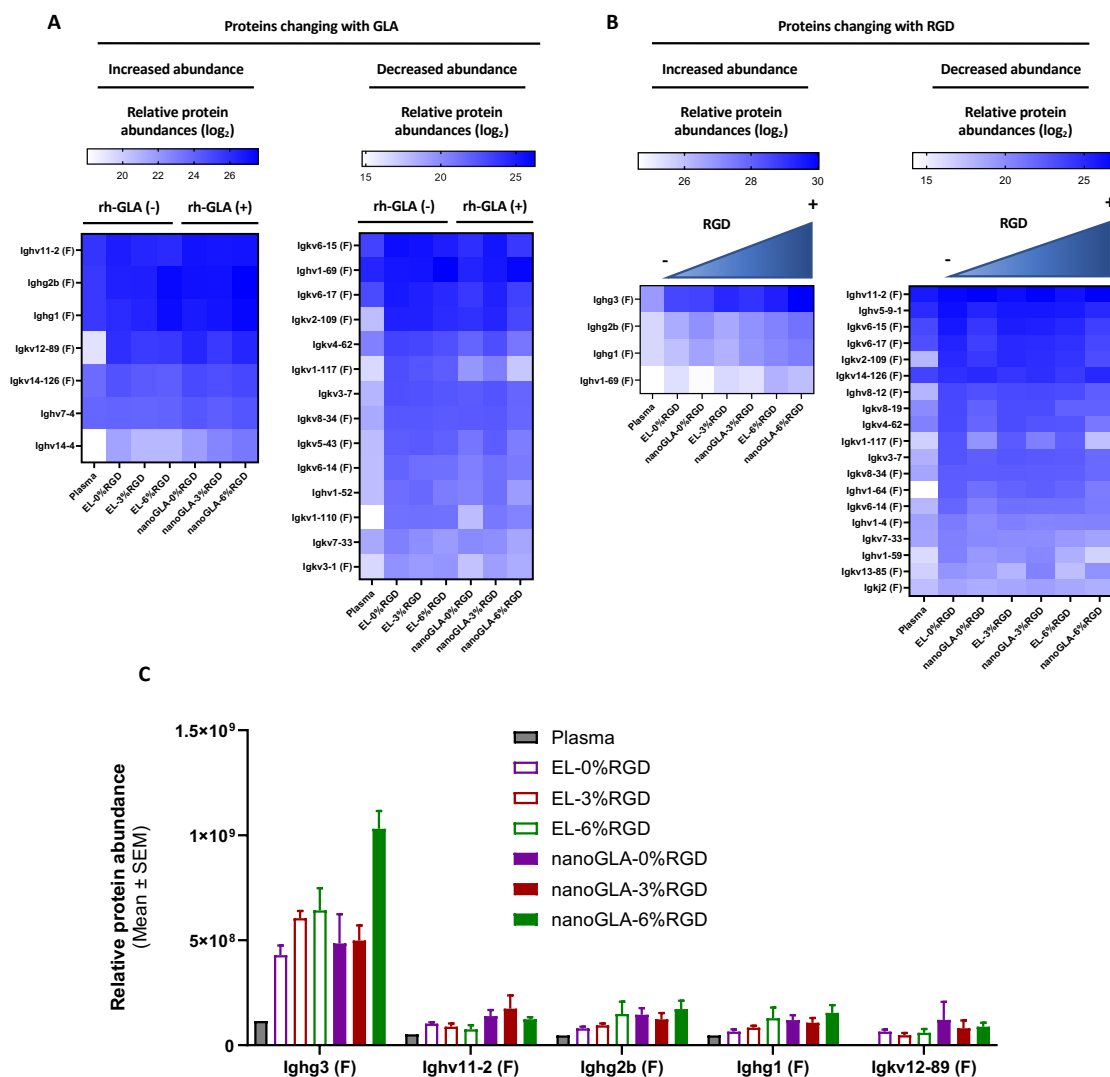 A
Proteins changing with GLA
Increased abundance
Relative protein
abundances (log₂)
20 22 24 26
rh-GLA (-) rh-GLA (+)
Ighv11-2 (F)
Ighg2b (F)
Ighg1 (F)
Igkv12-89 (F)
Igkv14-126 (F)
Ighv7-4
Ighv14-4
Plasma
EL-0%RGD
EL-3%RGD
EL-6%RGD
nanoGLA-0%RGD
nanoGLA-3%RGD
nanoGLA-6%RGD
Decreased abundance
Relative protein
abundances (log₂)
15 20 25
rh-GLA (-) rh-GLA (+)
Igkv6-15 (F)
Ighv1-69 (F)
Igkv6-17 (F)
Igkv2-109 (F)
Igkv4-62
Igkv1-117 (F)
Igkv3-7
Igkv8-34 (F)
Igkv5-43 (F)
Igkv6-14 (F)
Ighv1-52
Igkv1-110 (F)
Igkv7-33
Igkv3-1 (F)
Plasma
EL-0%RGD
EL-3%RGD
EL-6%RGD
nanoGLA-0%RGD
nanoGLA-3%RGD
nanoGLA-6%RGD
B
Proteins changing with RGD
Increased abundance
Relative protein
abundances (log₂)
26 28 30
+
RGD
-
Ighg3 (F)
Ighg2b (F)
Ighg1 (F)
Ighv1-69 (F)
Plasma
EL-0%RGD
nanoGLA-0%RGD
EL-3%RGD
nanoGLA-3%RGD
EL-6%RGD
nanoGLA-6%RGD
Decreased abundance
Relative protein
abundances (log₂)
15 20 25
+
RGD
-
Ighv11-2 (F)
Ighv5-9-1
Igkv6-15 (F)
Igkv6-17 (F)
Igkv2-109 (F)
Igkv14-126 (F)
Ighv8-12 (F)
Igkv8-19
Igkv4-62
Igkv1-117 (F)
Igkv3-7
Igkv8-34 (F)
Ighv1-64 (F)
Igkv6-14 (F)
Ighv1-4 (F)
Igkv7-33
Ighv1-59
Igkv13-85 (F)
Igkj2 (F)
Plasma
EL-0%RGD
nanoGLA-0%RGD
EL-3%RGD
nanoGLA-3%RGD
EL-6%RGD
nanoGLA-6%RGD
C
Relative protein abundance
(Mean ± SEM)
1.5×10⁹
1×10⁹
5×10⁸
0
Plasma
EL-0%RGD
EL-3%RGD
EL-6%RGD
nanoGLA-0%RGD
nanoGLA-3%RGD
nanoGLA-6%RGD
Ighg3 (F) Ighv11-2 (F) Ighg2b (F) Ighg1 (F) Igkv12-89 (F)